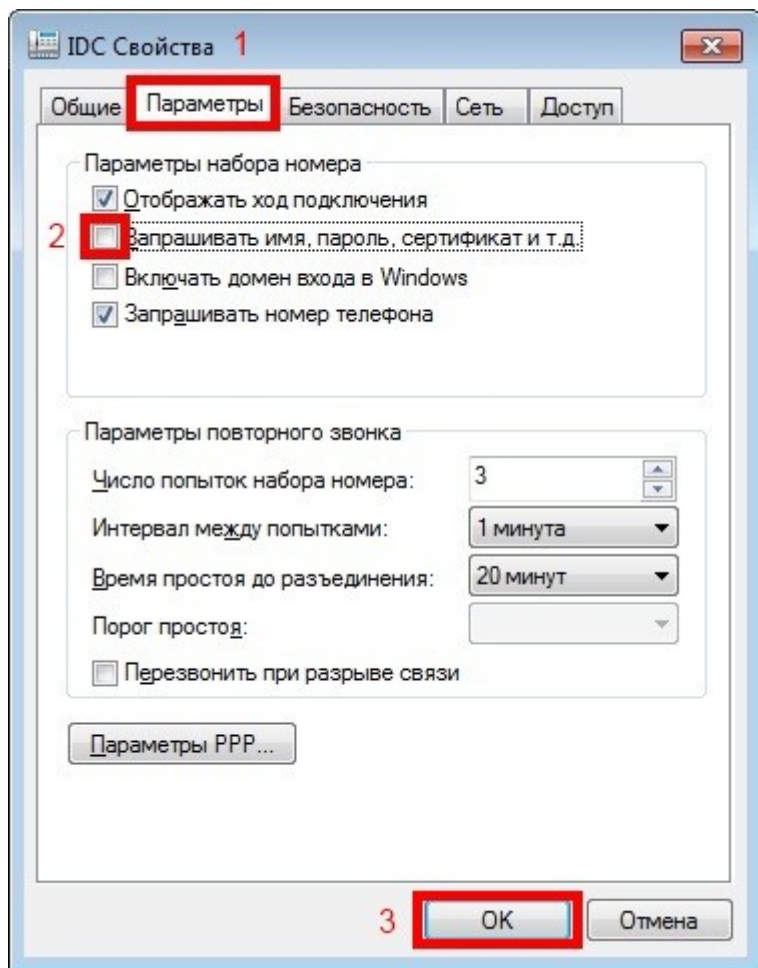 IDC Свойства 1
Общие Параметры Безопасность Сеть Доступ
Параметры набора номера
Отображать ход подключения
2 Запрашивать имя, пароль, сертификат и т.д.
Включать домен входа в Windows
Запрашивать номер телефона
Параметры повторного звонка
Число попыток набора номера: 3
Интервал между попытками: 1 минута
Время простоя до разъединения: 20 минут
Порог простоя:
Перезвонить при разрыве связи
Параметры PPP...
3 ОК Отмена